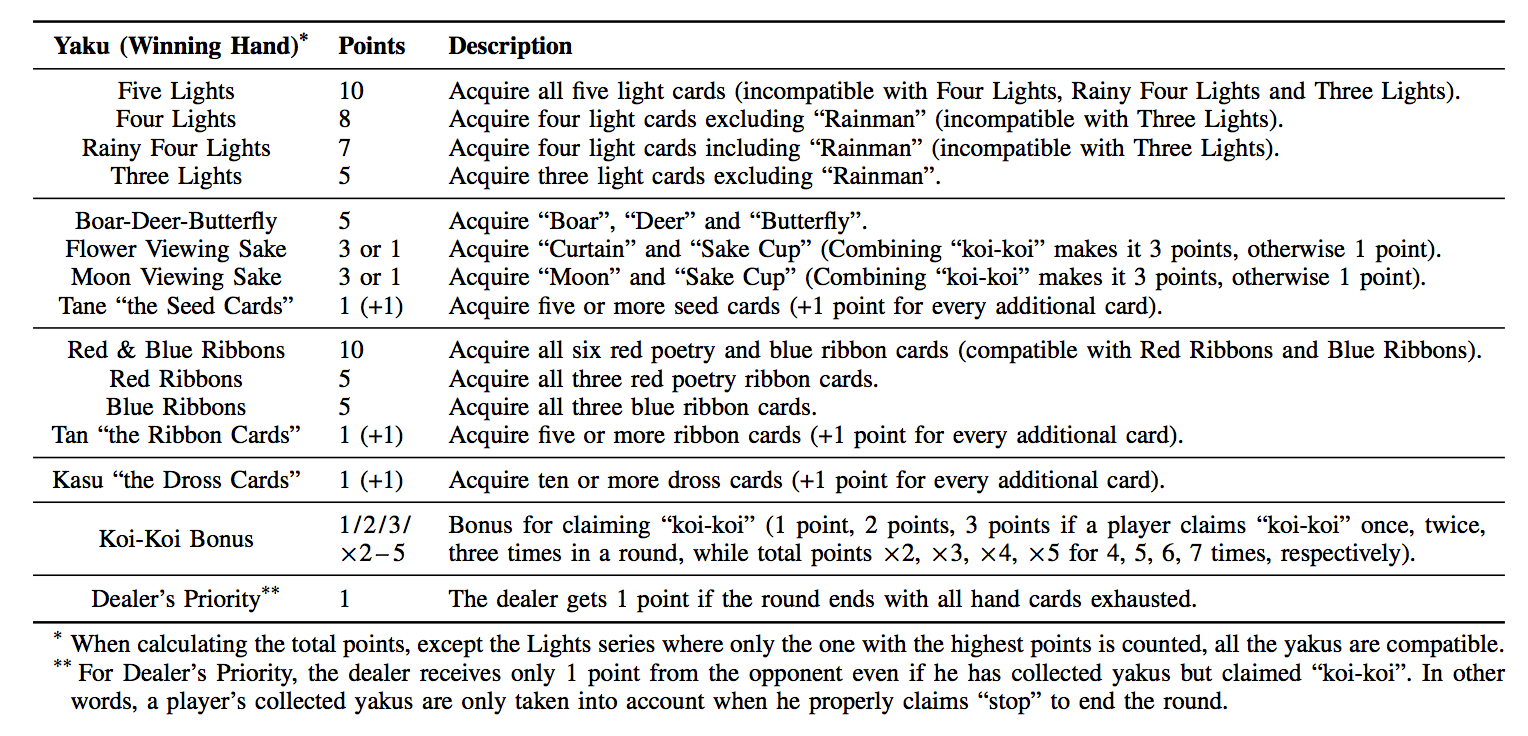 Yaku (Winning Hand)* Points Description
Five Lights 10 Acquire all five light cards (incompatible with Four Lights, Rainy Four Lights and Three Lights).
Four Lights 8 Acquire four light cards excluding “Rainman” (incompatible with Three Lights).
Rainy Four Lights 7 Acquire four light cards including “Rainman” (incompatible with Three Lights).
Three Lights 5 Acquire three light cards excluding “Rainman”.
Boar-Deer-Butterfly 5 Acquire “Boar”, “Deer” and “Butterfly”.
Flower Viewing Sake 3 or 1 Acquire “Curtain” and “Sake Cup” (Combining “koi-koi” makes it 3 points, otherwise 1 point).
Moon Viewing Sake 3 or 1 Acquire “Moon” and “Sake Cup” (Combining “koi-koi” makes it 3 points, otherwise 1 point).
Tane “the Seed Cards” 1 (+1) Acquire five or more seed cards (+1 point for every additional card).
Red & Blue Ribbons 10 Acquire all six red poetry and blue ribbon cards (compatible with Red Ribbons and Blue Ribbons).
Red Ribbons 5 Acquire all three red poetry ribbon cards.
Blue Ribbons 5 Acquire all three blue ribbon cards.
Tan “the Ribbon Cards” 1 (+1) Acquire five or more ribbon cards (+1 point for every additional card).
Kasu “the Dross Cards” 1 (+1) Acquire ten or more dross cards (+1 point for every additional card).
Koi-Koi Bonus 1/2/3/ Bonus for claiming “koi-koi” (1 point, 2 points, 3 points if a player claims “koi-koi” once, twice,
×2–5 three times in a round, while total points ×2, ×3, ×4, ×5 for 4, 5, 6, 7 times, respectively).
Dealer’s Priority** 1 The dealer gets 1 point if the round ends with all hand cards exhausted.
* When calculating the total points, except the Lights series where only the one with the highest points is counted, all the yakus are compatible.
** For Dealer’s Priority, the dealer receives only 1 point from the opponent even if he has collected yakus but claimed “koi-koi”. In other
words, a player’s collected yakus are only taken into account when he properly claims “stop” to end the round.